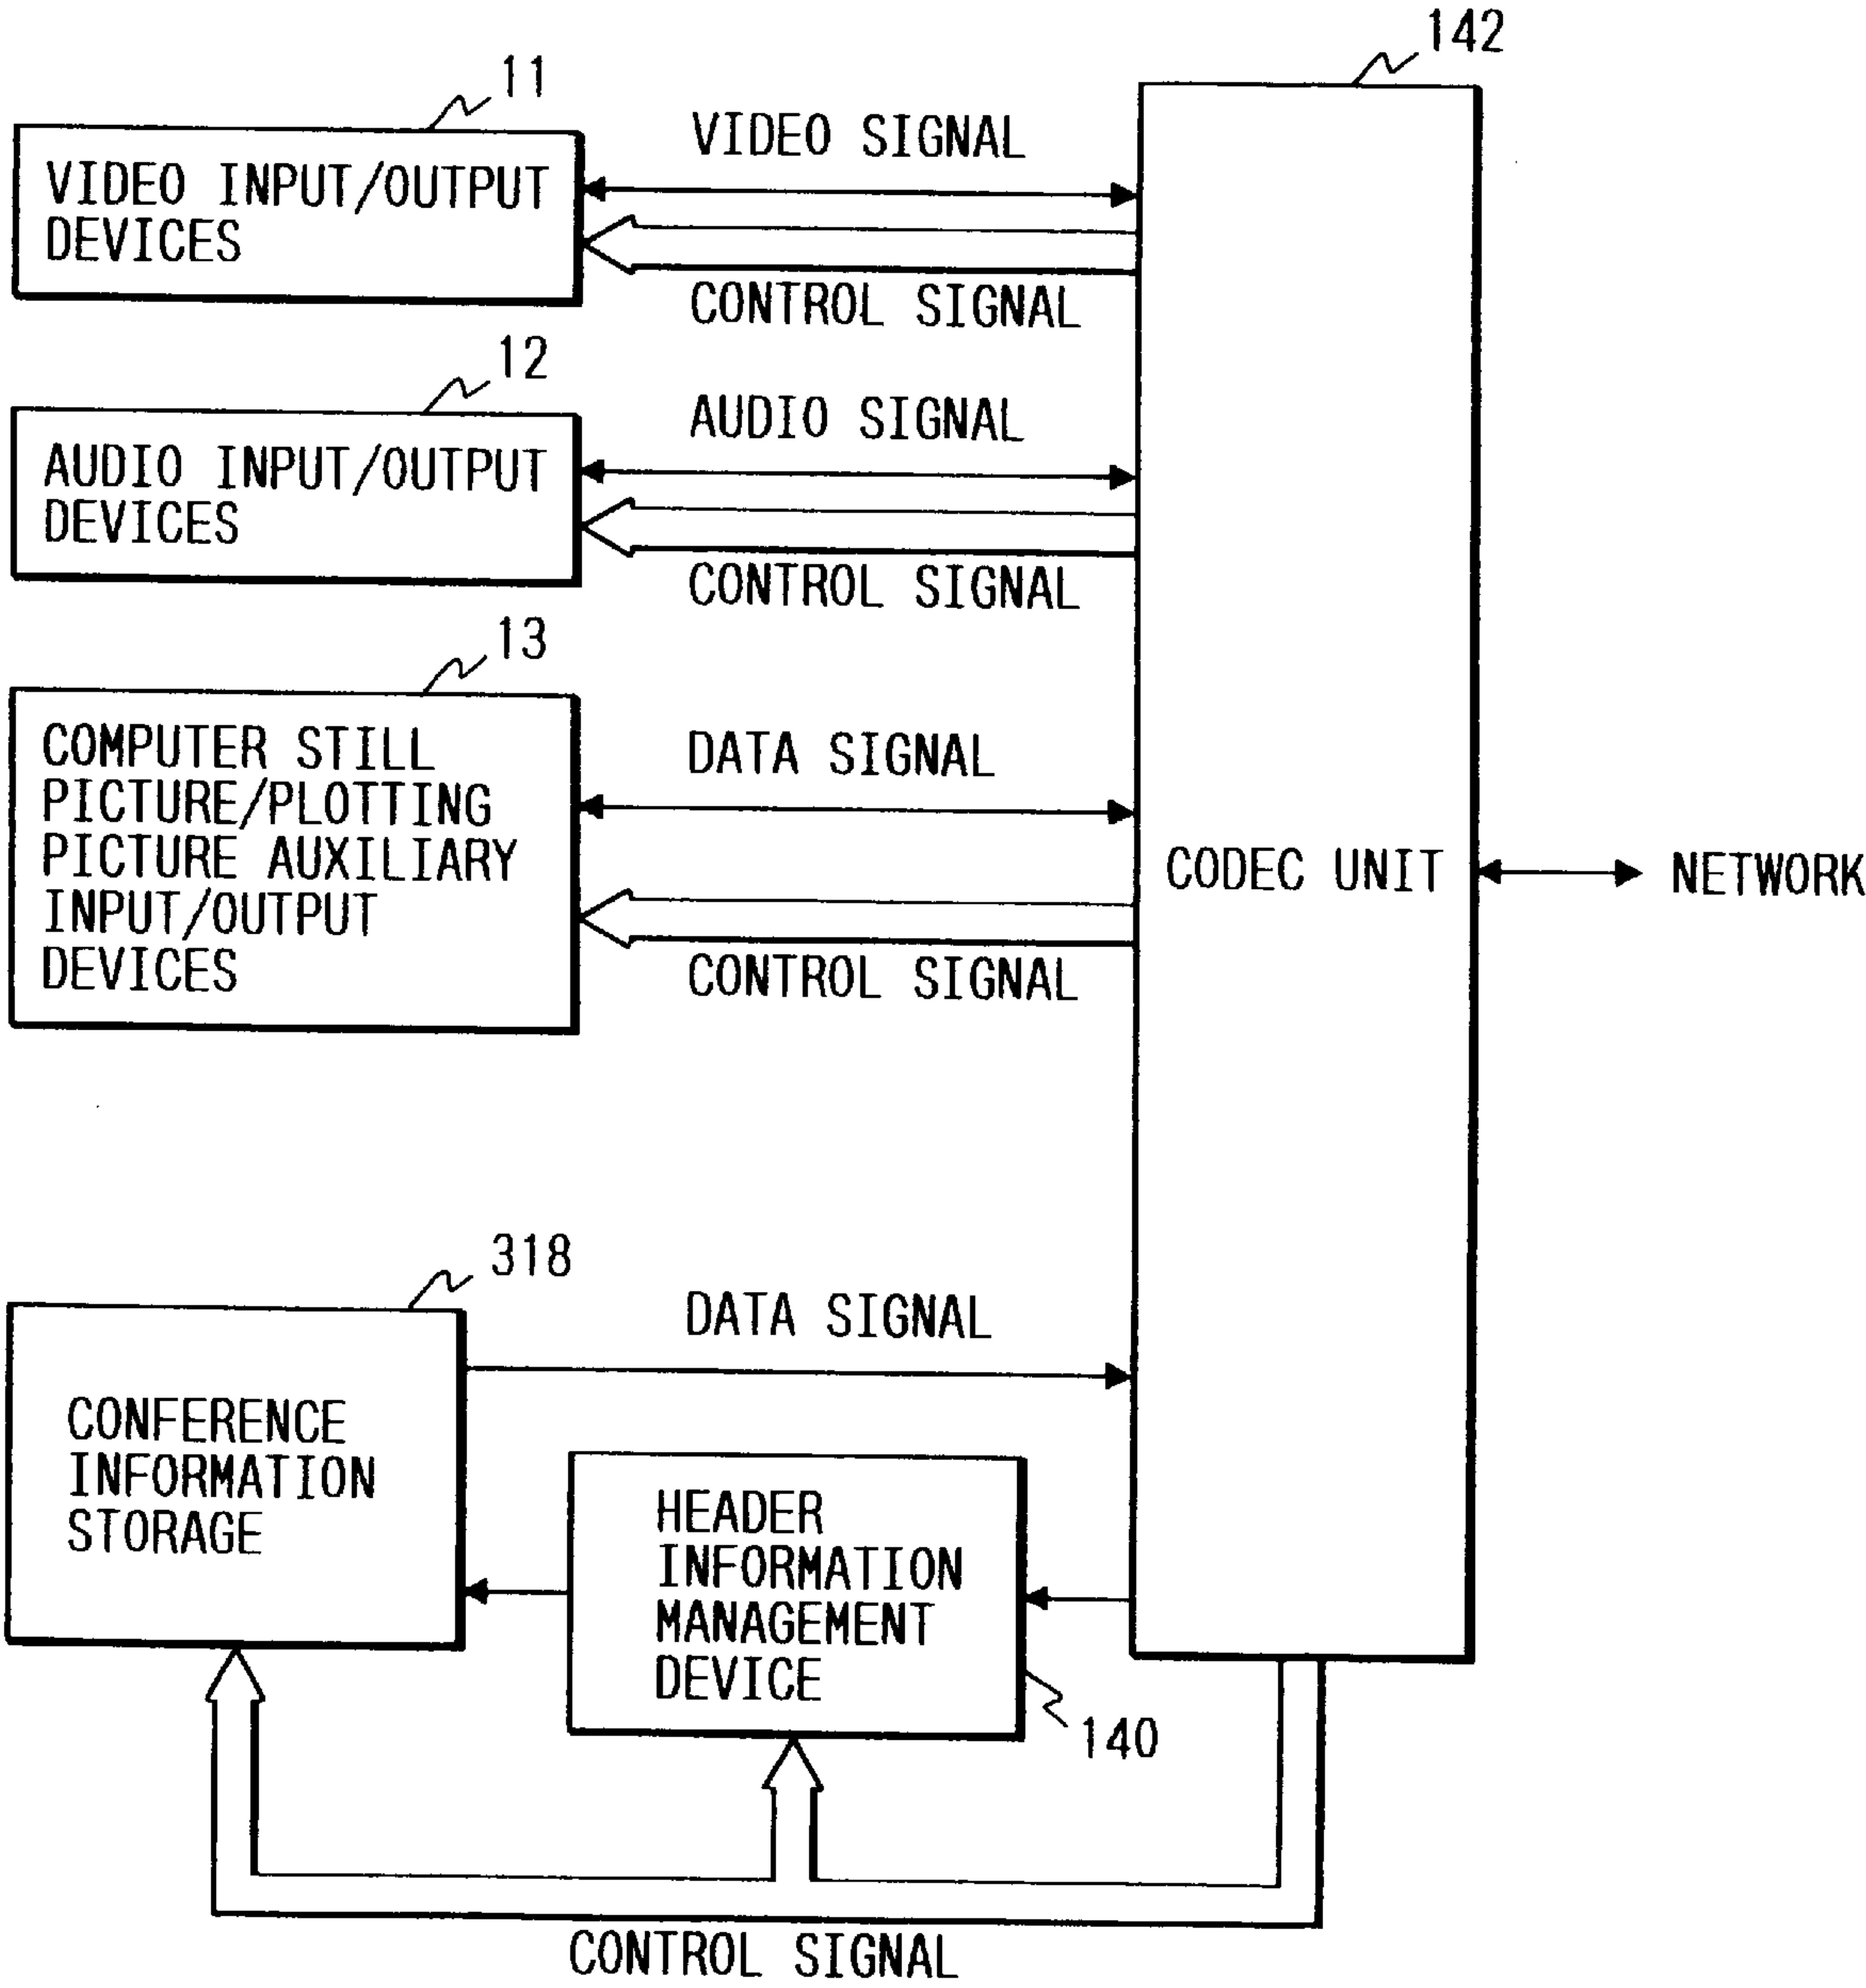 142
11
VIDEO INPUT/OUTPUT
DEVICES
VIDEO SIGNAL
CONTROL SIGNAL
12
AUDIO INPUT/OUTPUT
DEVICES
AUDIO SIGNAL
CONTROL SIGNAL
13
COMPUTER STILL
PICTURE/PLOTTING
PICTURE AUXILIARY
INPUT/OUTPUT
DEVICES
DATA SIGNAL
CONTROL SIGNAL
CODEC UNIT
NETWORK
318
CONFERENCE
INFORMATION
STORAGE
DATA SIGNAL
HEADER
INFORMATION
MANAGEMENT
DEVICE
140
CONTROL SIGNAL